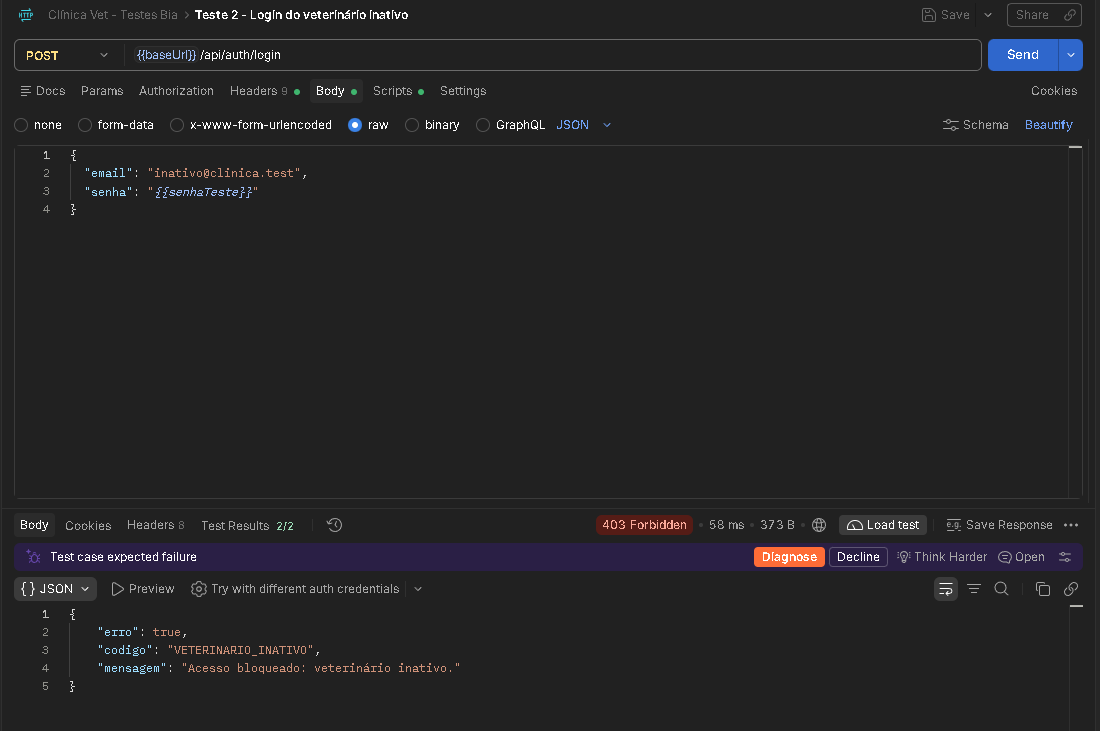 HTTP Clínica Vet - Testes Bia > Teste 2 - Login do veterinário inativo Save Share
POST {{baseUrl}} /api/auth/login Send
Docs Params Authorization Headers 9 Body Scripts Settings Cookies
none form-data x-www-form-urlencoded raw binary GraphQL JSON Schema Beautify
1 {
2 "email": "inativo@clinica.test",
3 "senha": "{{senhaTeste}}"
4 }
Body Cookies Headers 8 Test Results 2/2 403 Forbidden • 58 ms • 373 B • Load test e.g. Save Response
Test case expected failure Diagnose Decline Think Harder Open
{} JSON Preview Try with different auth credentials
1 {
2 "erro": true,
3 "codigo": "VETERINARIO_INATIVO",
4 "mensagem": "Acesso bloqueado: veterinário inativo."
5 }